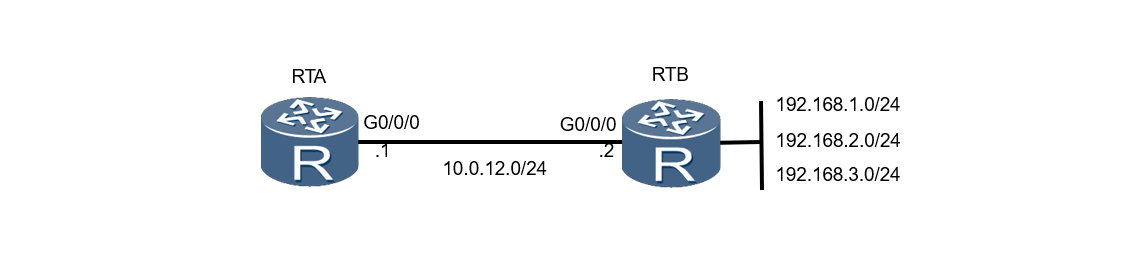 RTA
RTB
G0/0/0
G0/0/0
192.168.1.0/24
.1
.2
192.168.2.0/24
R
R
10.0.12.0/24
192.168.3.0/24